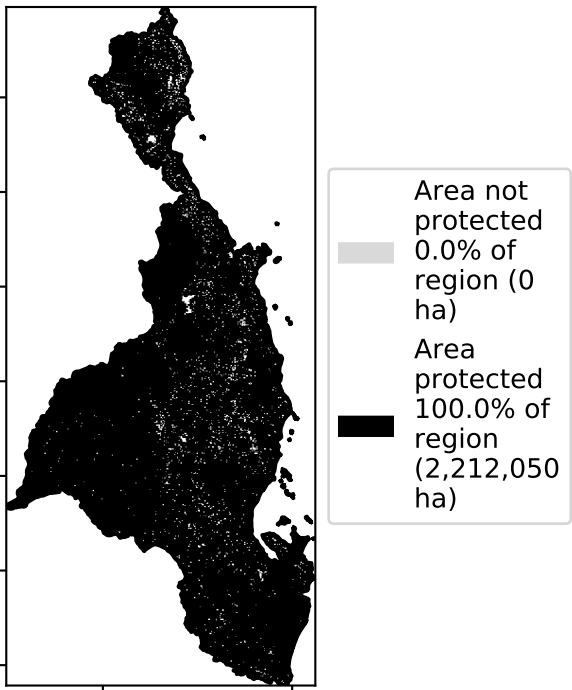 Area not
protected
0.0% of
region (0
ha)
Area
protected
100.0% of
region
(2,212,050
ha)